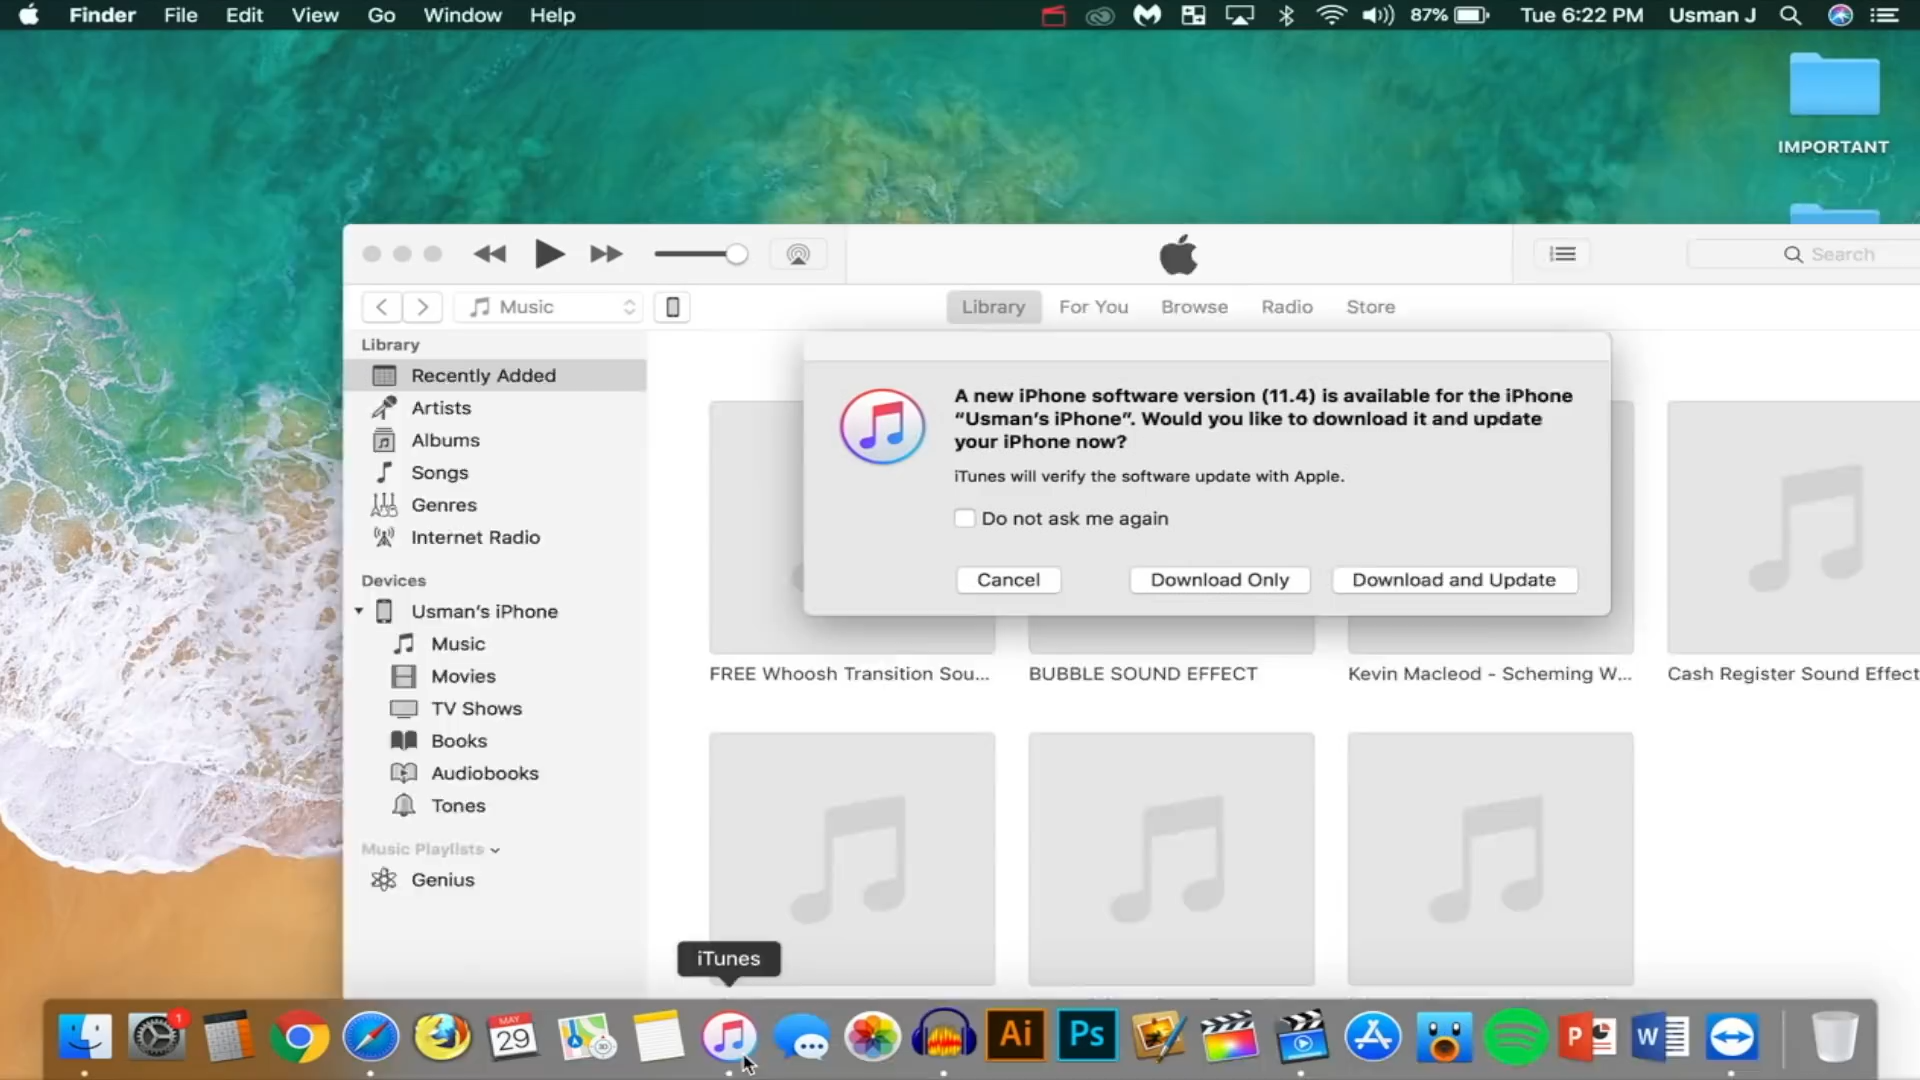 Finder File Edit View Go Window Help 87% Tue 6:22 PM Usman J
IMPORTANT
Search
Music
Library For You Browse Radio Store
Library
Recently Added
Artists
Albums
Songs
Genres
Internet Radio
Devices
Usman's iPhone
Music
Movies
TV Shows
Books
Audiobooks
Tones
Music Playlists
Genius
A new iPhone software version (11.4) is available for the iPhone
“Usman's iPhone”. Would you like to download it and update
your iPhone now?
iTunes will verify the software update with Apple.
Do not ask me again
Cancel Download Only Download and Update
FREE Whoosh Transition Sou... BUBBLE SOUND EFFECT Kevin Macleod - Scheming W... Cash Register Sound Effect
iTunes
1
MAY
29
3D
Ai
Ps
P
W